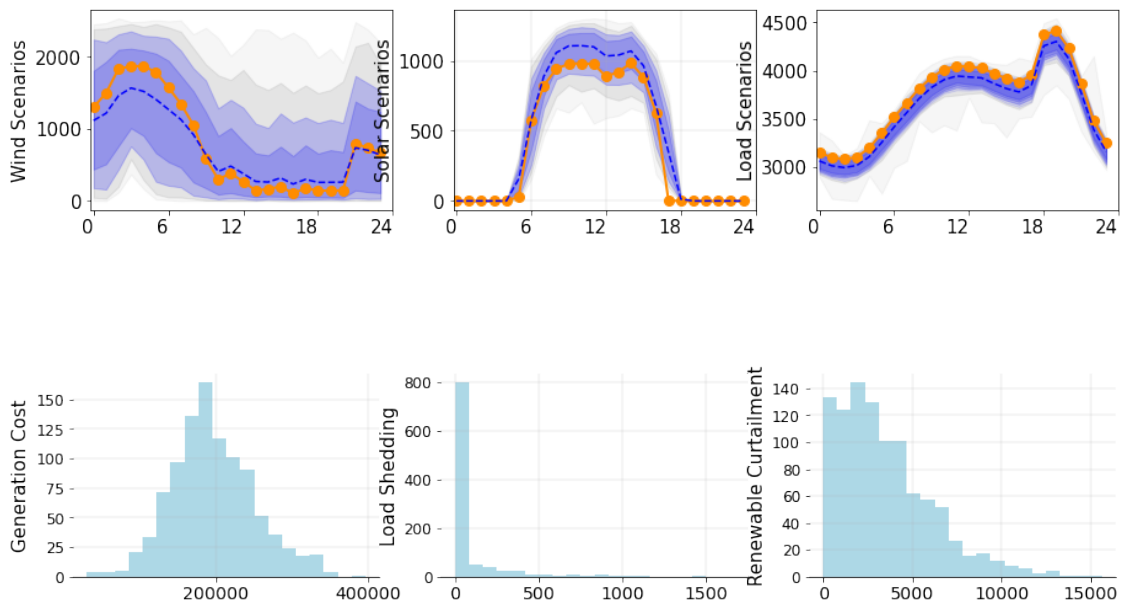 Wind Scenarios
2000
1000
0
0 6 12 18 24
Solar Scenarios
1000
500
0
0 6 12 18 24
Load Scenarios
4500
4000
3500
3000
0 6 12 18 24
Generation Cost
150
125
100
75
50
25
0
200000 400000
Load Shedding
800
600
400
200
0
0 500 1000 1500
Renewable Curtailment
140
120
100
80
60
40
20
0
0 5000 10000 15000